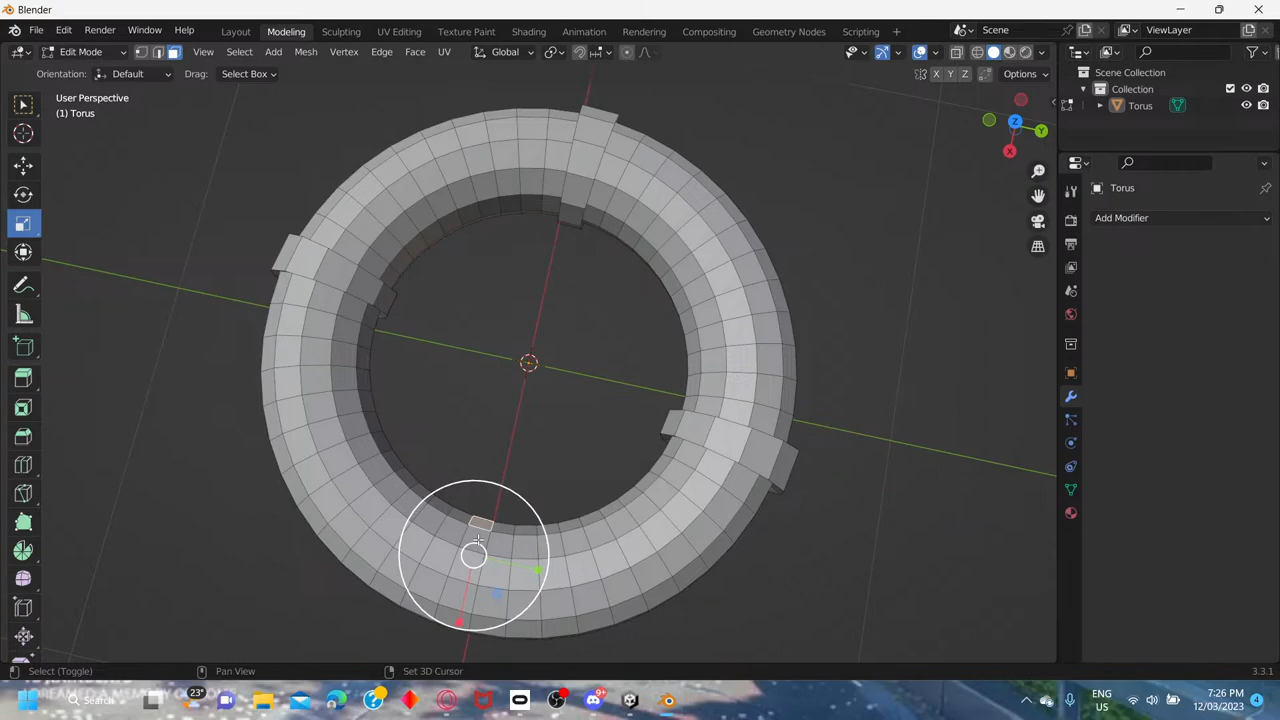 Blender
File Edit Render Window Help Layout Modeling Sculpting UV Editing Texture Paint Shading Animation Rendering Compositing Geometry Nodes Scripting + Scene ViewLayer
Edit Mode View Select Add Mesh Vertex Edge Face UV Global
Orientation: Default Drag: Select Box X Y Z Options
Scene Collection
Collection
Torus
User Perspective
(1) Torus
Z
Y
X
Torus
Add Modifier
Select (Toggle) Pan View Set 3D Cursor 3.3.1
Search 23° 9+ ENG US 7:26 PM 12/03/2023 4